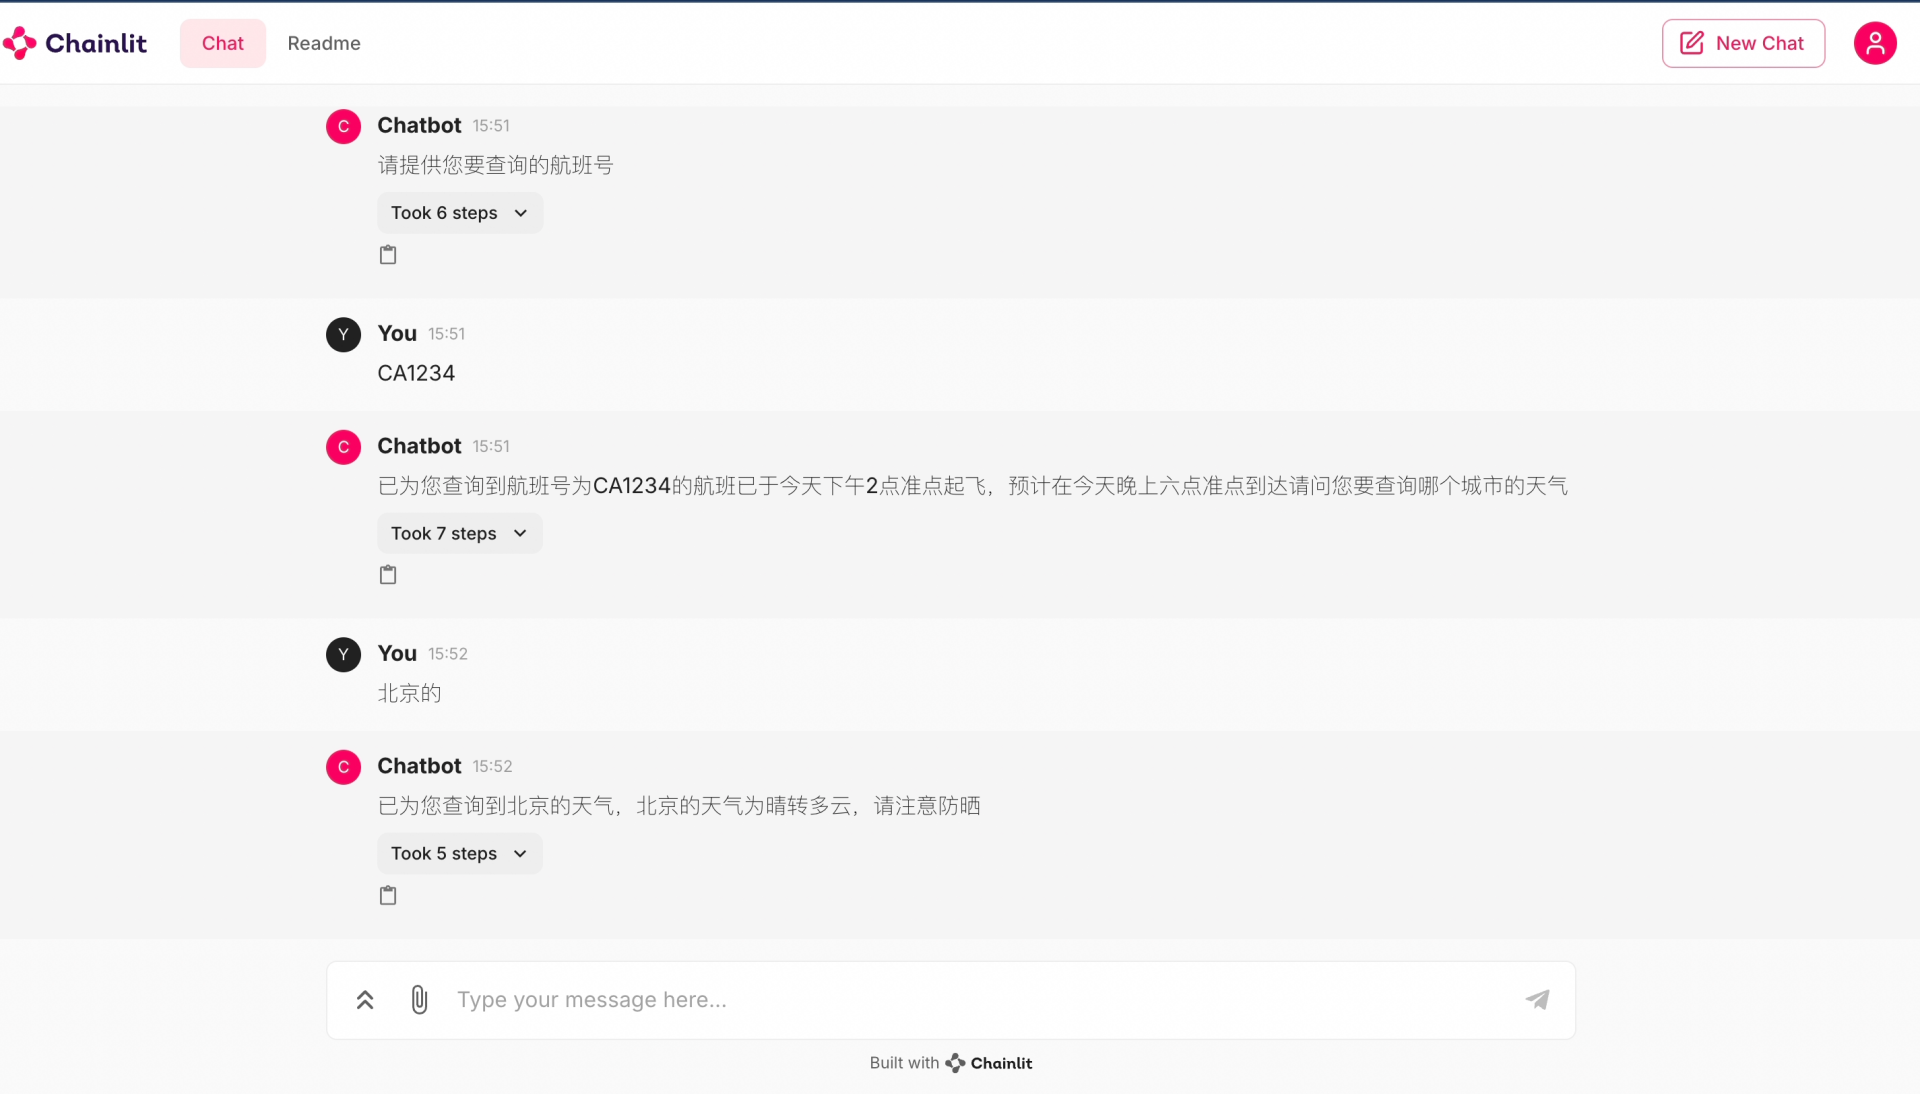 Chainlit Chat Readme New Chat
C Chatbot 15:51
请提供您要查询的航班号
Took 6 steps
Y You 15:51
CA1234
C Chatbot 15:51
已为您查询到航班号为CA1234的航班已于今天下午2点准点起飞，预计在今天晚上六点准点到达请问您要查询哪个城市的天气
Took 7 steps
Y You 15:52
北京的
C Chatbot 15:52
已为您查询到北京的天气，北京的天气为晴转多云，请注意防晒
Took 5 steps
Type your message here...
Built with Chainlit